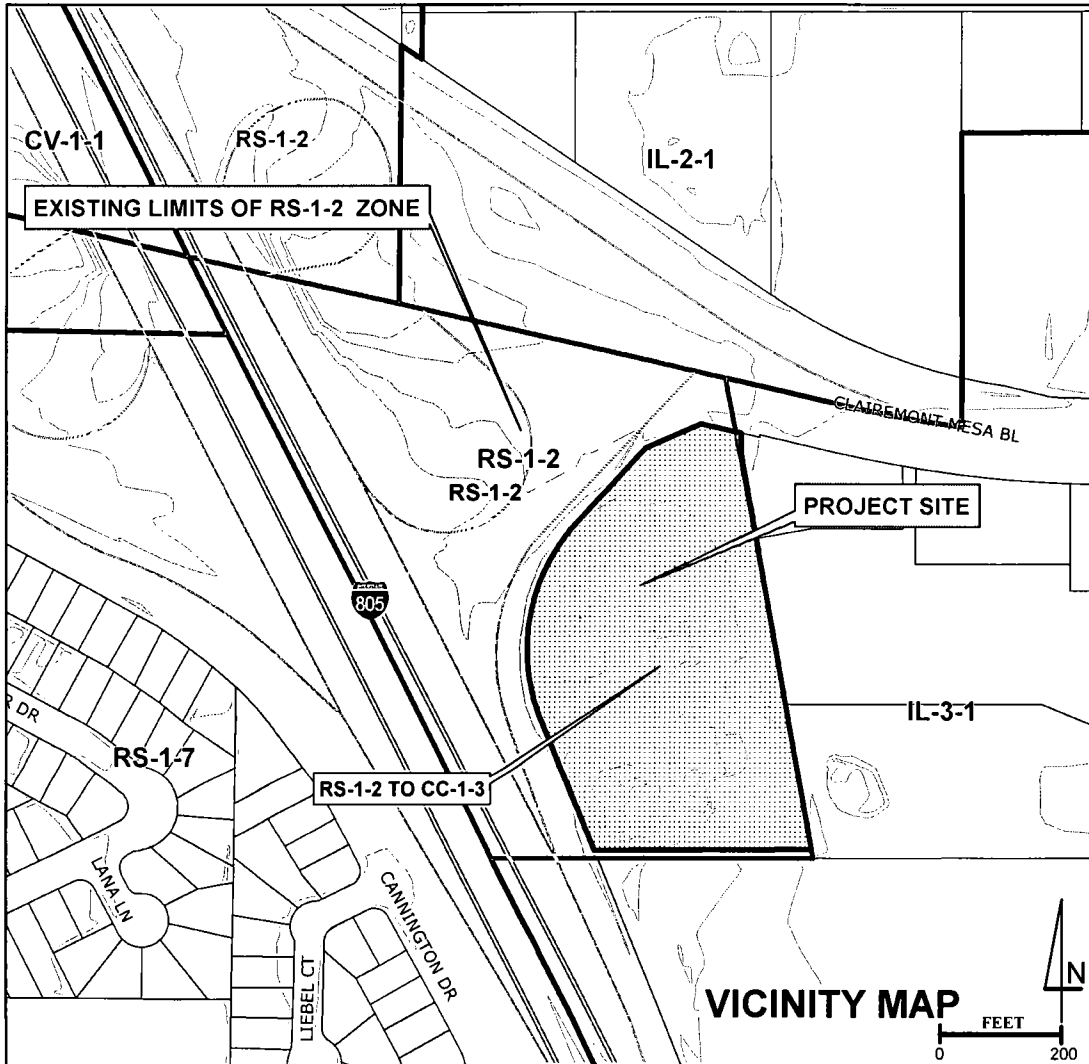 CV-1-1
RS-1-2
IL-2-1
EXISTING LIMITS OF RS-1-2 ZONE
CLAIREMONT MESA BL
RS-1-2
RS-1-2
PROJECT SITE
805
RS-1-7
R DR
IL-3-1
RS-1-2 TO CC-1-3
LANA LN
CANNINGTON DR
LIEBEL CT
VICINITY MAP
N
FEET
0 200